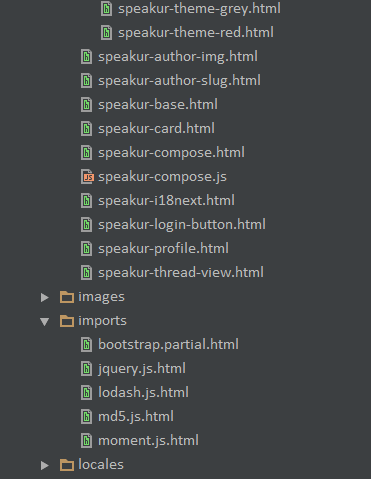 speakur-theme-grey.html
speakur-theme-red.html
speakur-author-img.html
speakur-author-slug.html
speakur-base.html
speakur-card.html
speakur-compose.html
speakur-compose.js
speakur-i18next.html
speakur-login-button.html
speakur-profile.html
speakur-thread-view.html
images
imports
bootstrap.partial.html
jquery.js.html
lodash.js.html
md5.js.html
moment.js.html
locales